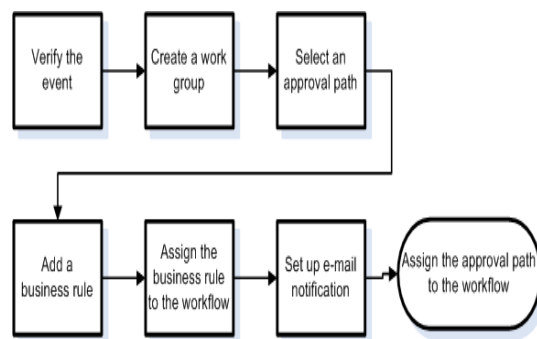 Verify the
event
Create a work
group
Select an
approval path
Add a
business rule
Assign the
business rule
to the workflow
Set up e-mail
notification
Assign the approval path
to the workflow